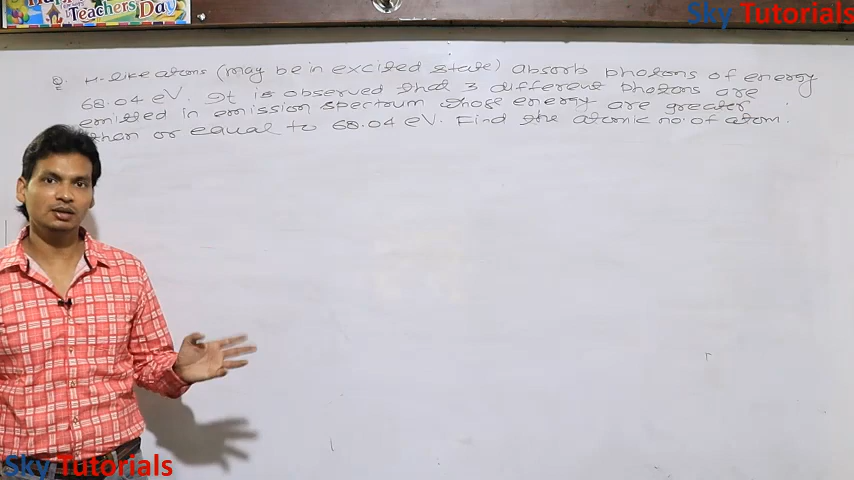 Teachers Day
Sky Tutorials
Q. H-like atoms (may be in excited state) absorb photons of energy
68.04 eV. It is observed that 3 different photons are
emitted in emission spectrum whose energy are greater
than or equal to 68.04 eV. Find the atomic no. of atom.
Sky Tutorials